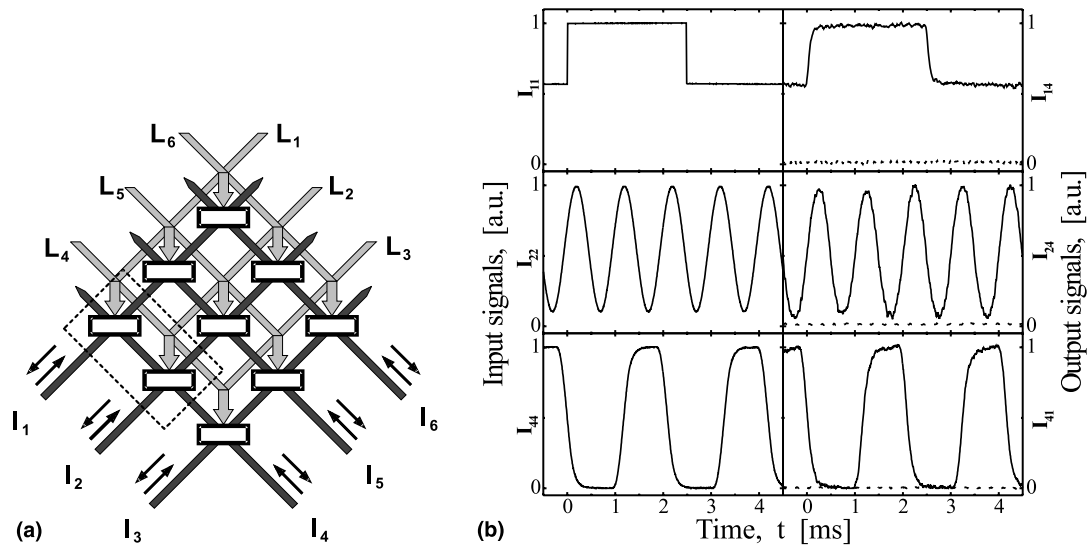 L6 L1
L5 L2
L4 L3
I1 I6
I2 I5
I3 I4
(a)
(b)
Input signals, [a.u.]
Output signals, [a.u.]
I11
1
0
I14
1
0
I22
1
0
I24
1
0
I44
1
0
I41
1
0
0 1 2 3 4 0 1 2 3 4
Time, t [ms]